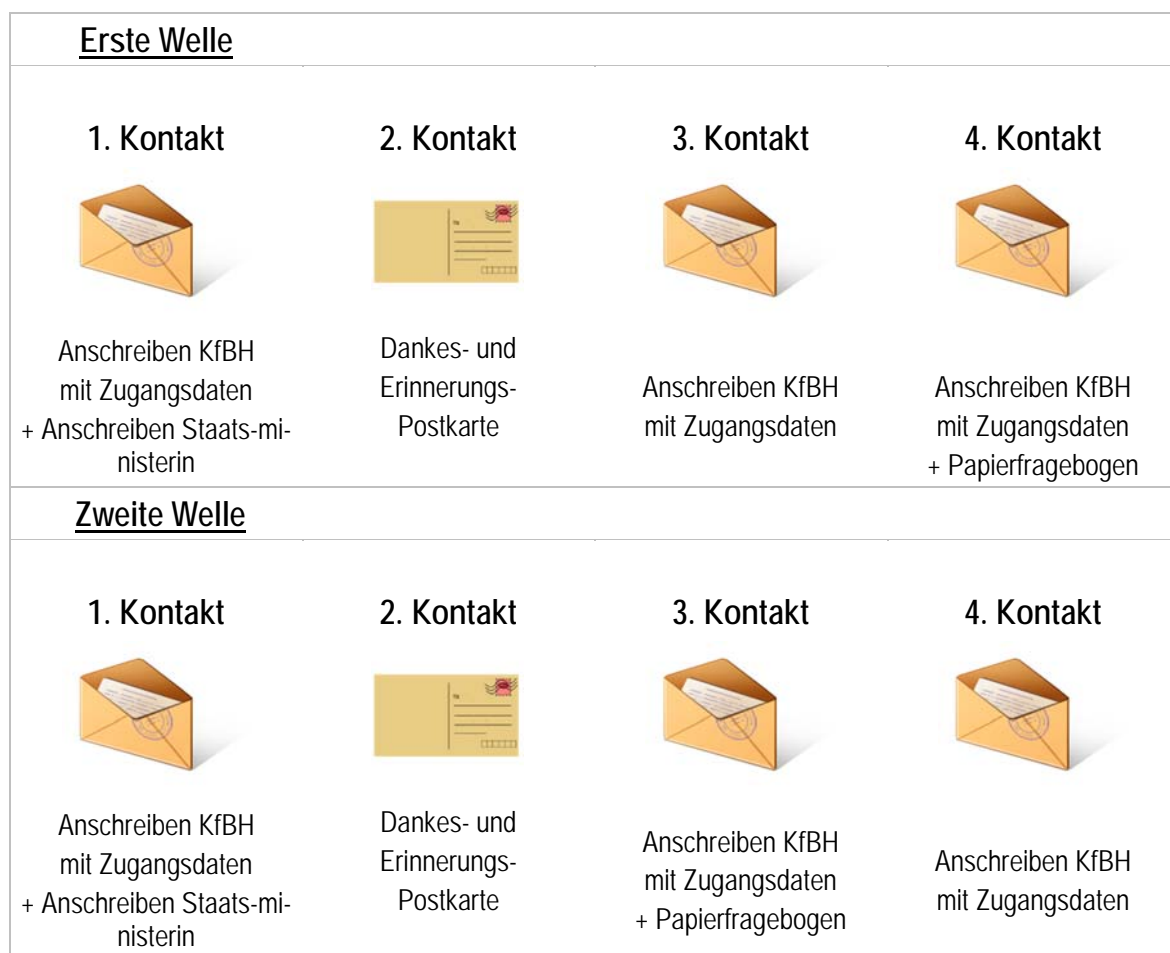 Erste Welle
1. Kontakt
2. Kontakt
3. Kontakt
4. Kontakt
Anschreiben KfBH
mit Zugangsdaten
+ Anschreiben Staats-mi-
nisterin
Dankes- und
Erinnerungs-
Postkarte
Anschreiben KfBH
mit Zugangsdaten
Anschreiben KfBH
mit Zugangsdaten
+ Papierfragebogen
Zweite Welle
1. Kontakt
2. Kontakt
3. Kontakt
4. Kontakt
Anschreiben KfBH
mit Zugangsdaten
+ Anschreiben Staats-mi-
nisterin
Dankes- und
Erinnerungs-
Postkarte
Anschreiben KfBH
mit Zugangsdaten
+ Papierfragebogen
Anschreiben KfBH
mit Zugangsdaten